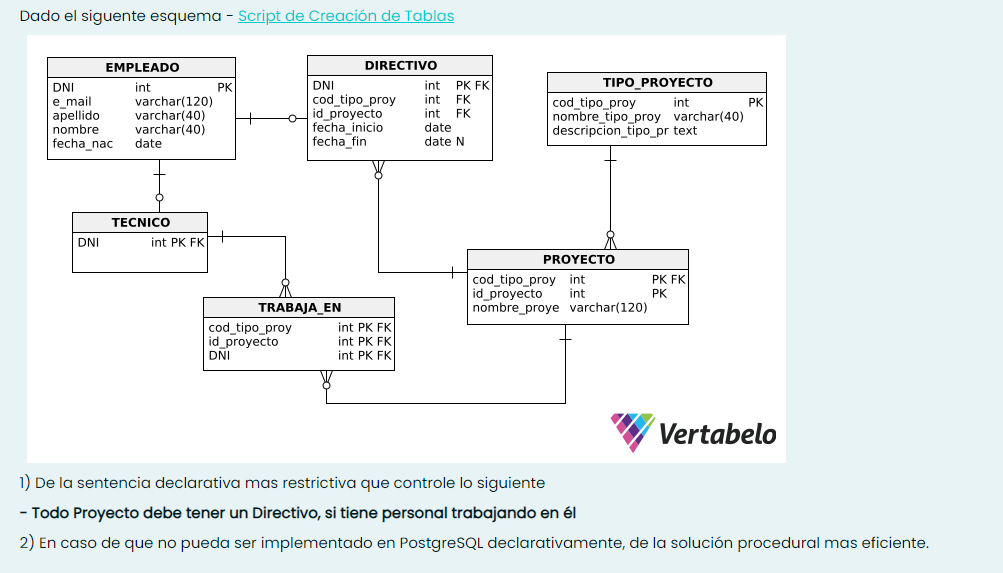 Dado el siguente esquema - Script de Creación de Tablas
EMPLEADO
DNI int PK
e_mail varchar(120)
apellido varchar(40)
nombre varchar(40)
fecha_nac date
DIRECTIVO
DNI int PK FK
cod_tipo_proy int FK
id_proyecto int FK
fecha_inicio date
fecha_fin date N
TIPO_PROYECTO
cod_tipo_proy int PK
nombre_tipo_proy varchar(40)
descripcion_tipo_pr text
TECNICO
DNI int PK FK
PROYECTO
cod_tipo_proy int PK FK
id_proyecto int PK
nombre_proye varchar(120)
TRABAJA_EN
cod_tipo_proy int PK FK
id_proyecto int PK FK
DNI int PK FK
Vertabelo
1) De la sentencia declarativa mas restrictiva que controle lo siguiente
- Todo Proyecto debe tener un Directivo, si tiene personal trabajando en él
2) En caso de que no pueda ser implementado en PostgreSQL declarativamente, de la solución procedural mas eficiente.